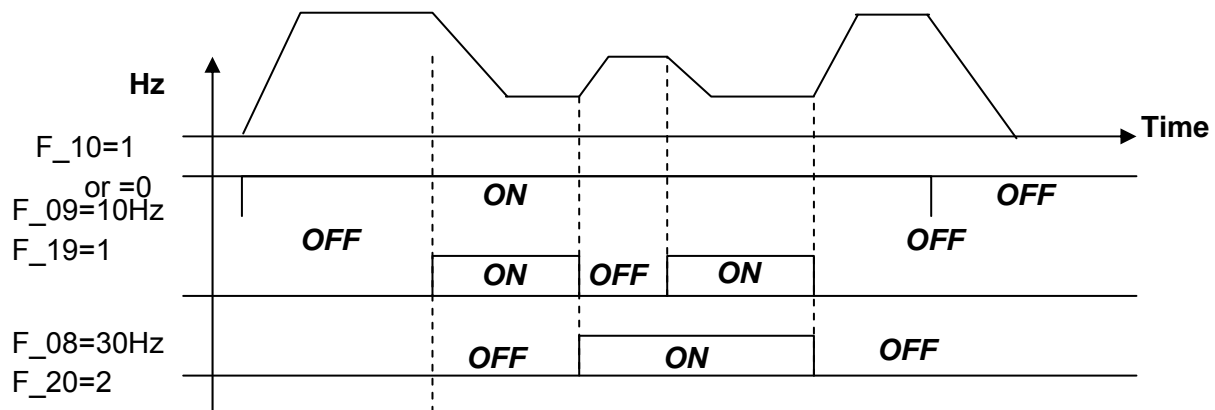 Hz
Time
F_10=1
or =0
ON
OFF
F_09=10Hz
F_19=1
OFF
OFF
ON
OFF
ON
F_08=30Hz
F_20=2
OFF
ON
OFF